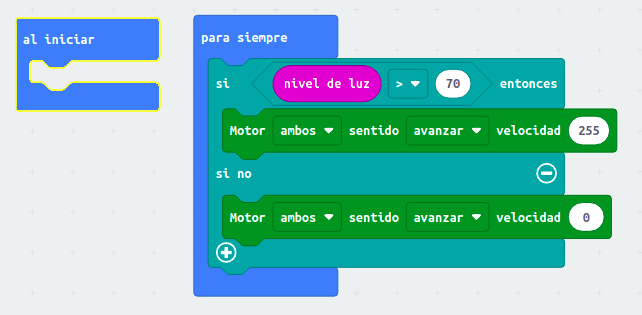 al iniciar
para siempre
si nivel de luz > 70 entonces
Motor ambos sentido avanzar velocidad 255
si no
Motor ambos sentido avanzar velocidad 0